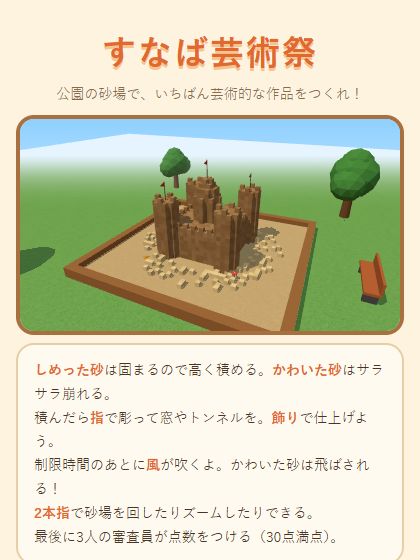 すなば芸術祭
公園の砂場で、いちばん芸術的な作品をつくれ！
しめった砂は固まるので高く積める。かわいた砂はサラ
サラ崩れる。
積んだら指で彫って窓やトンネルを。飾りで仕上げよ
う。
制限時間のあとに風が吹くよ。かわいた砂は飛ばされ
る！
2本指で砂場を回したりズームしたりできる。
最後に3人の審査員が点数をつける（30点満点）。